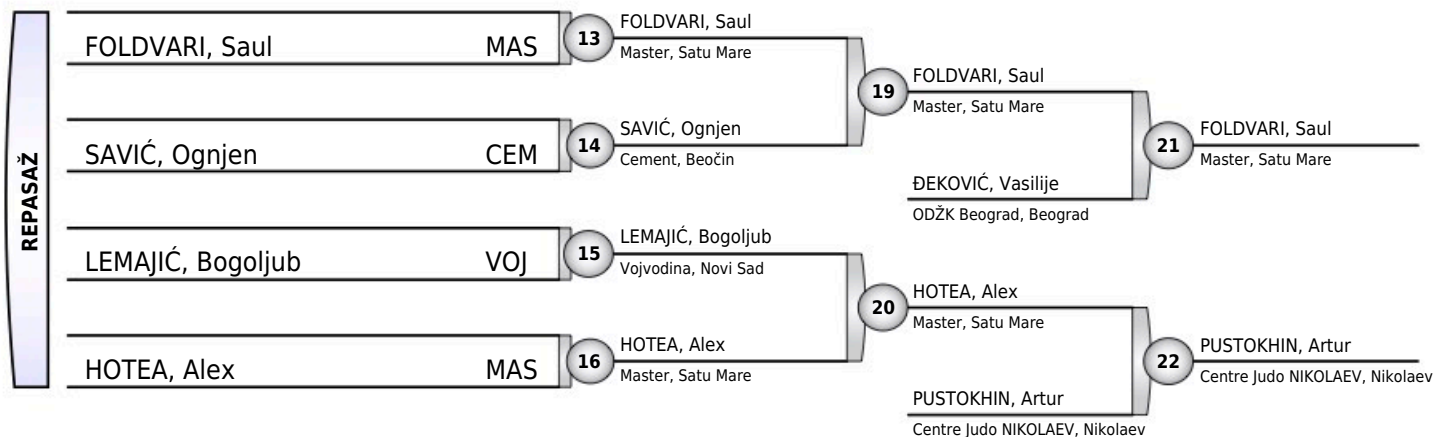 REPASAŽ
FOLDVARI, Saul MAS
SAVIĆ, Ognjen CEM
LEMAJIĆ, Bogoljub VOJ
HOTEA, Alex MAS
13
FOLDVARI, Saul
Master, Satu Mare
14
SAVIĆ, Ognjen
Cement, Beočin
15
LEMAJIĆ, Bogoljub
Vojvodina, Novi Sad
16
HOTEA, Alex
Master, Satu Mare
19
FOLDVARI, Saul
Master, Satu Mare
ĐEKOVIĆ, Vasilije
ODŽK Beograd, Beograd
20
HOTEA, Alex
Master, Satu Mare
PUSTOKHIN, Artur
Centre Judo NIKOLAEV, Nikolaev
21
FOLDVARI, Saul
Master, Satu Mare
22
PUSTOKHIN, Artur
Centre Judo NIKOLAEV, Nikolaev